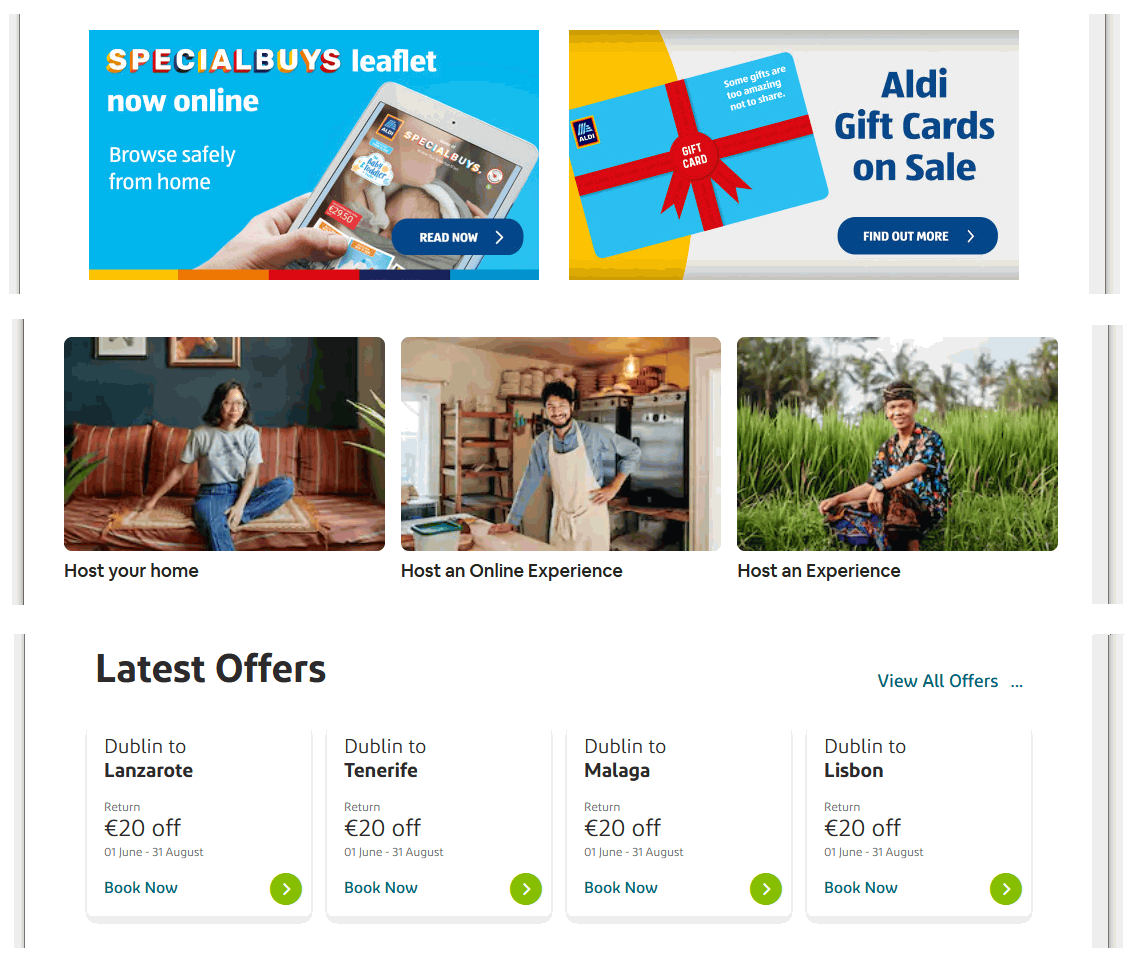 SPECIALBUYS leaflet
now online
Browse safely
from home
ALDI
SPECIALBUYS.
Baby &
Toddler
€29.50
READ NOW
Some gifts are
too amazing
not to share.
ALDI
GIFT
CARD
Aldi
Gift Cards
on Sale
FIND OUT MORE
Host your home
Host an Online Experience
Host an Experience
Latest Offers
View All Offers ...
Dublin to
Lanzarote
Return
€20 off
01 June - 31 August
Book Now
Dublin to
Tenerife
Return
€20 off
01 June - 31 August
Book Now
Dublin to
Malaga
Return
€20 off
01 June - 31 August
Book Now
Dublin to
Lisbon
Return
€20 off
01 June - 31 August
Book Now